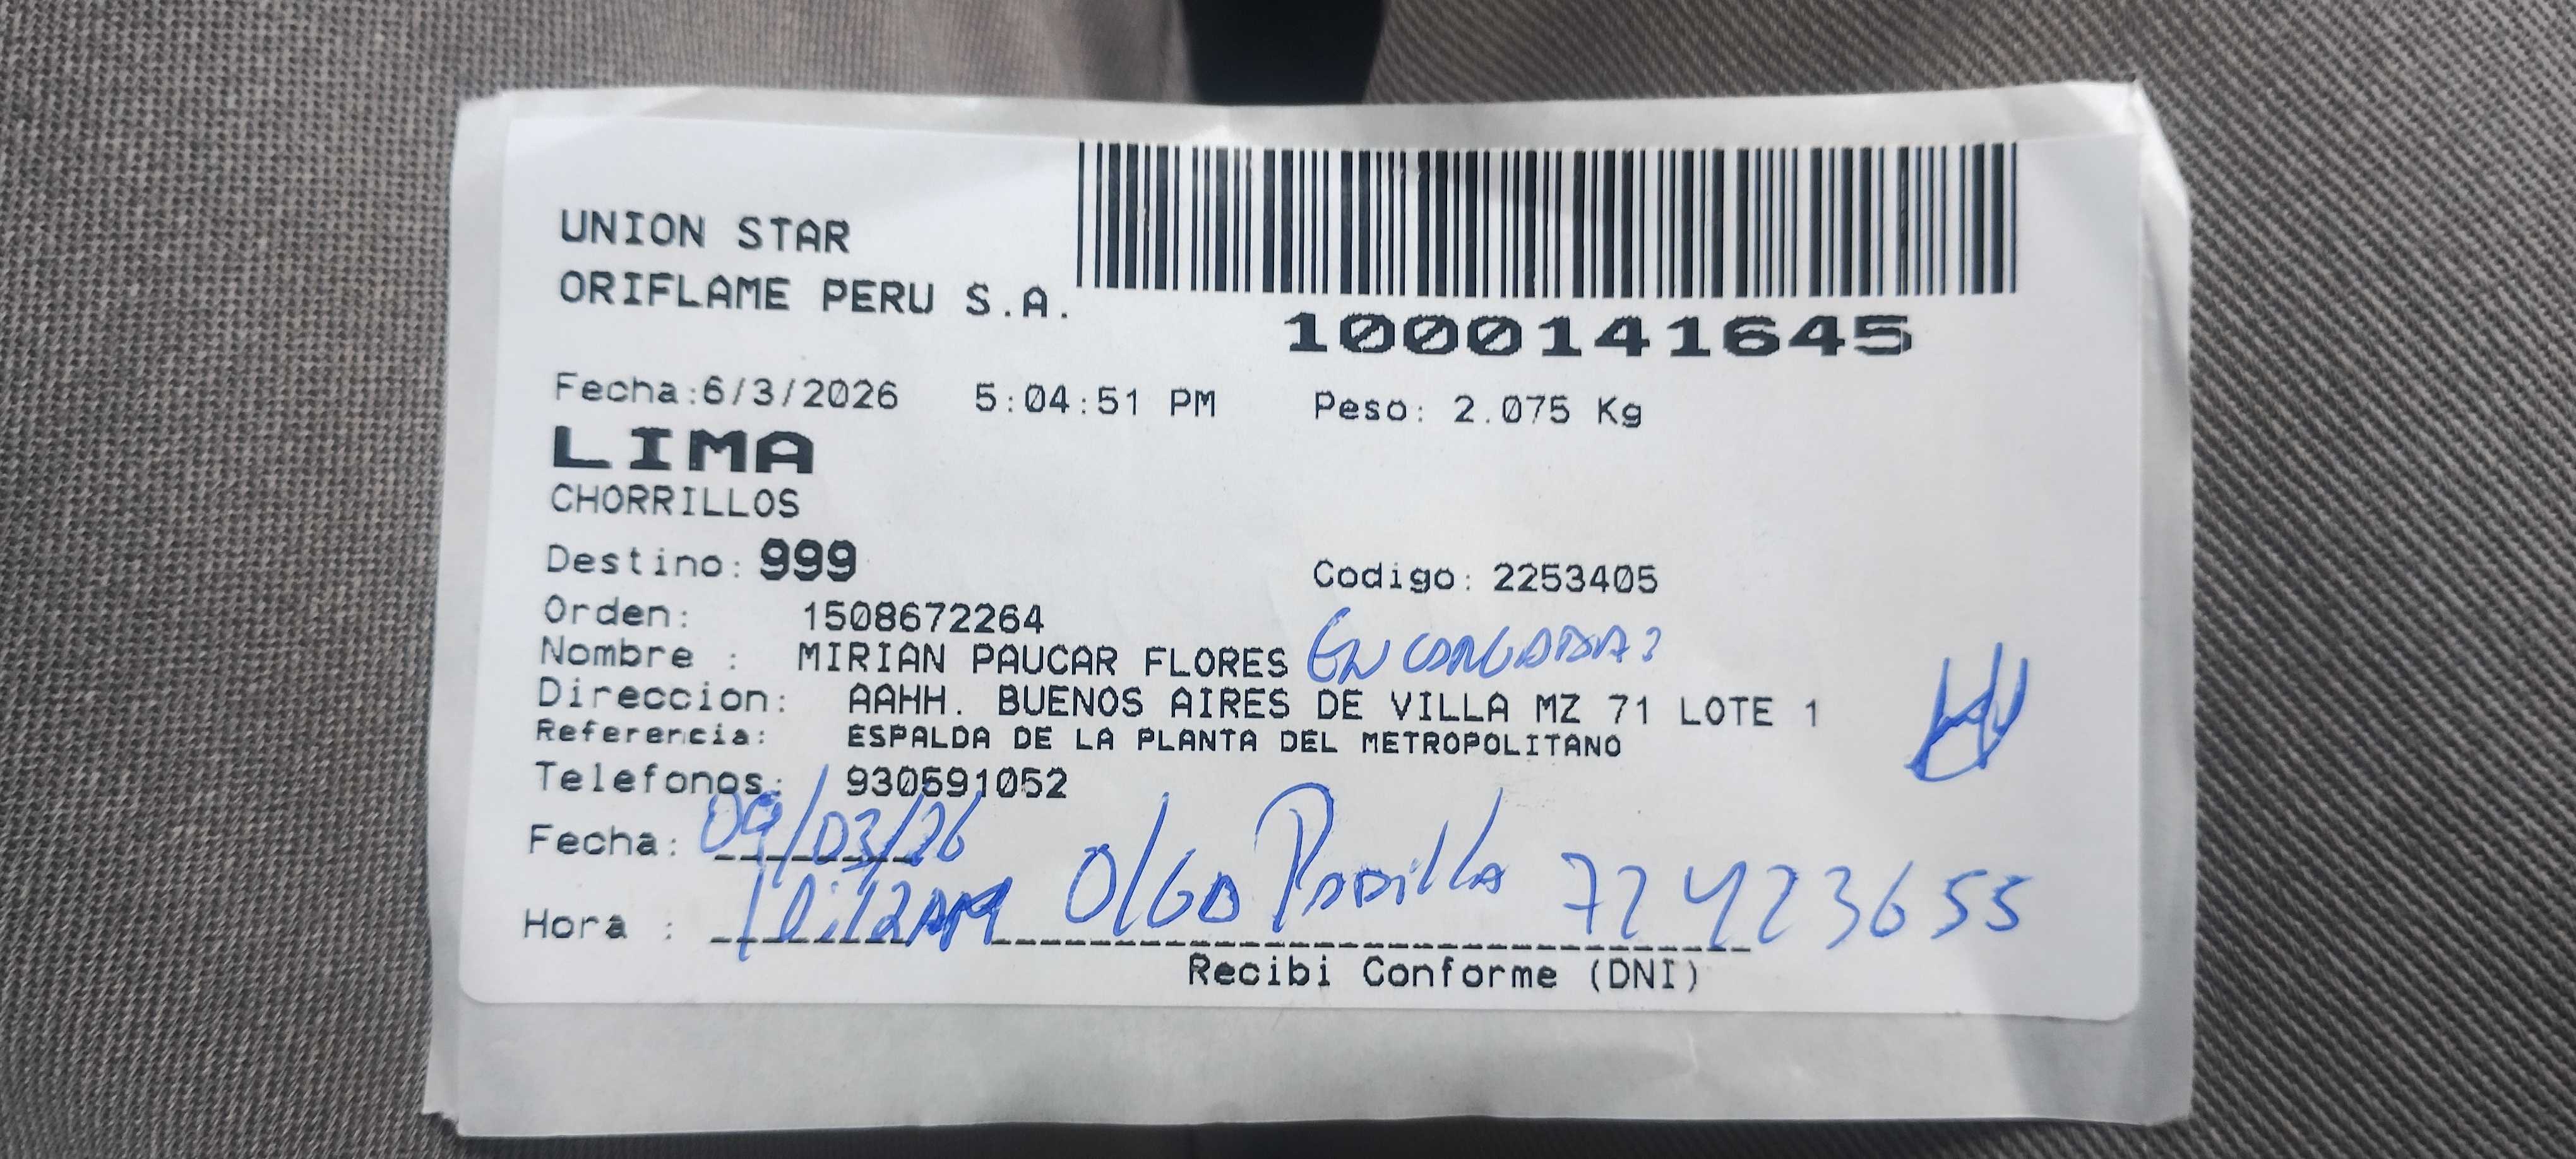 UNION STAR
ORIFLAME PERU S.A.
1000141645
Fecha:6/3/2026 5:04:51 PM Peso: 2.075 Kg
LIMA
CHORRILLOS
Destino: 999 Codigo: 2253405
Orden: 1508672264
Nombre : MIRIAN PAUCAR FLORES ENCARGADA
Direccion: AAHH. BUENOS AIRES DE VILLA MZ 71 LOTE 1
Referencia: ESPALDA DE LA PLANTA DEL METROPOLITANO
Telefonos: 930591052
Fecha: 09/03/26
Hora : 10:12AM Olga Padilla 72423655
Recibi Conforme (DNI)